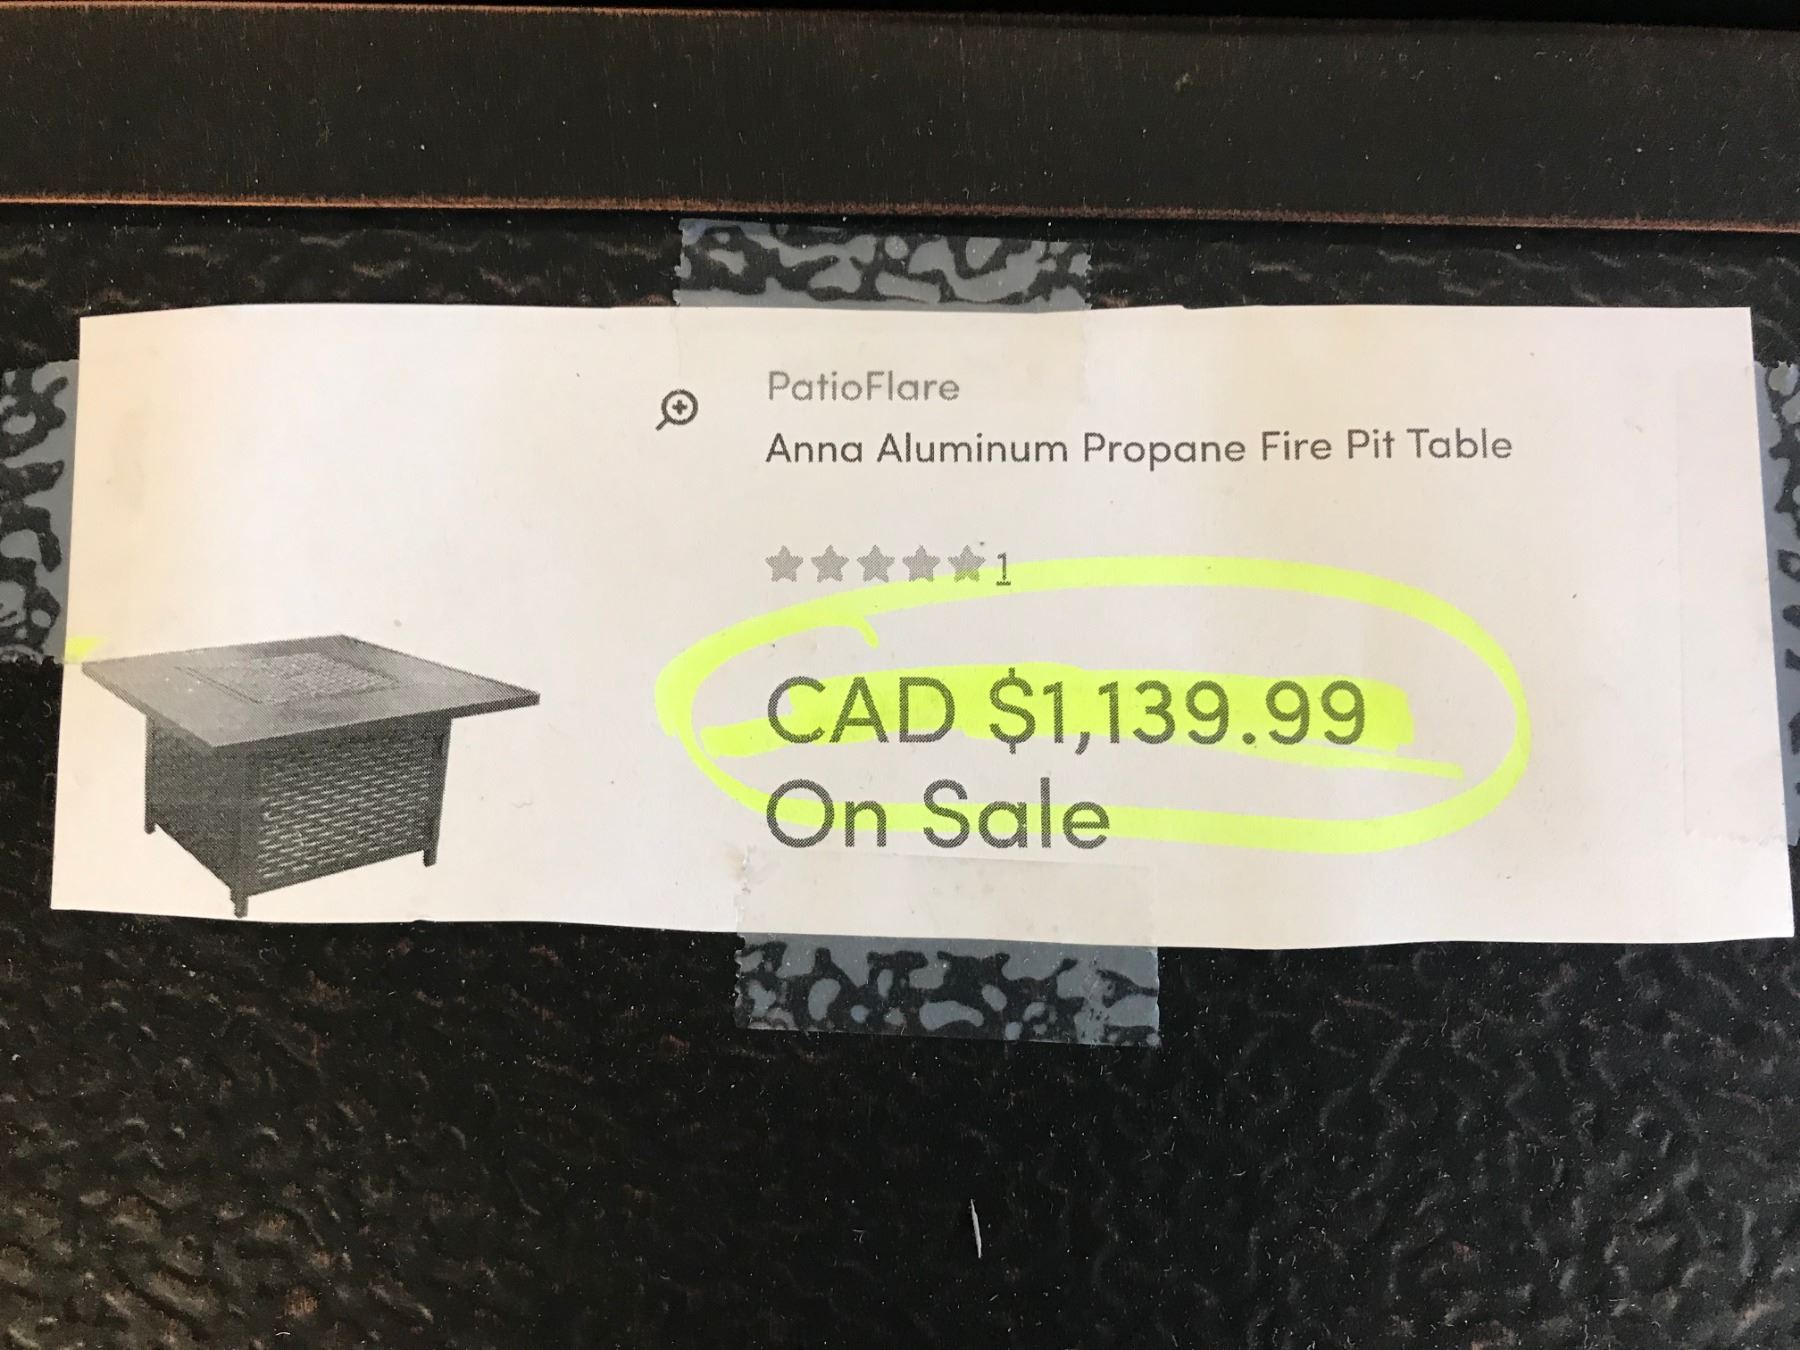 PatioFlare
Anna Aluminum Propane Fire Pit Table
1
CAD $1,139.99
On Sale